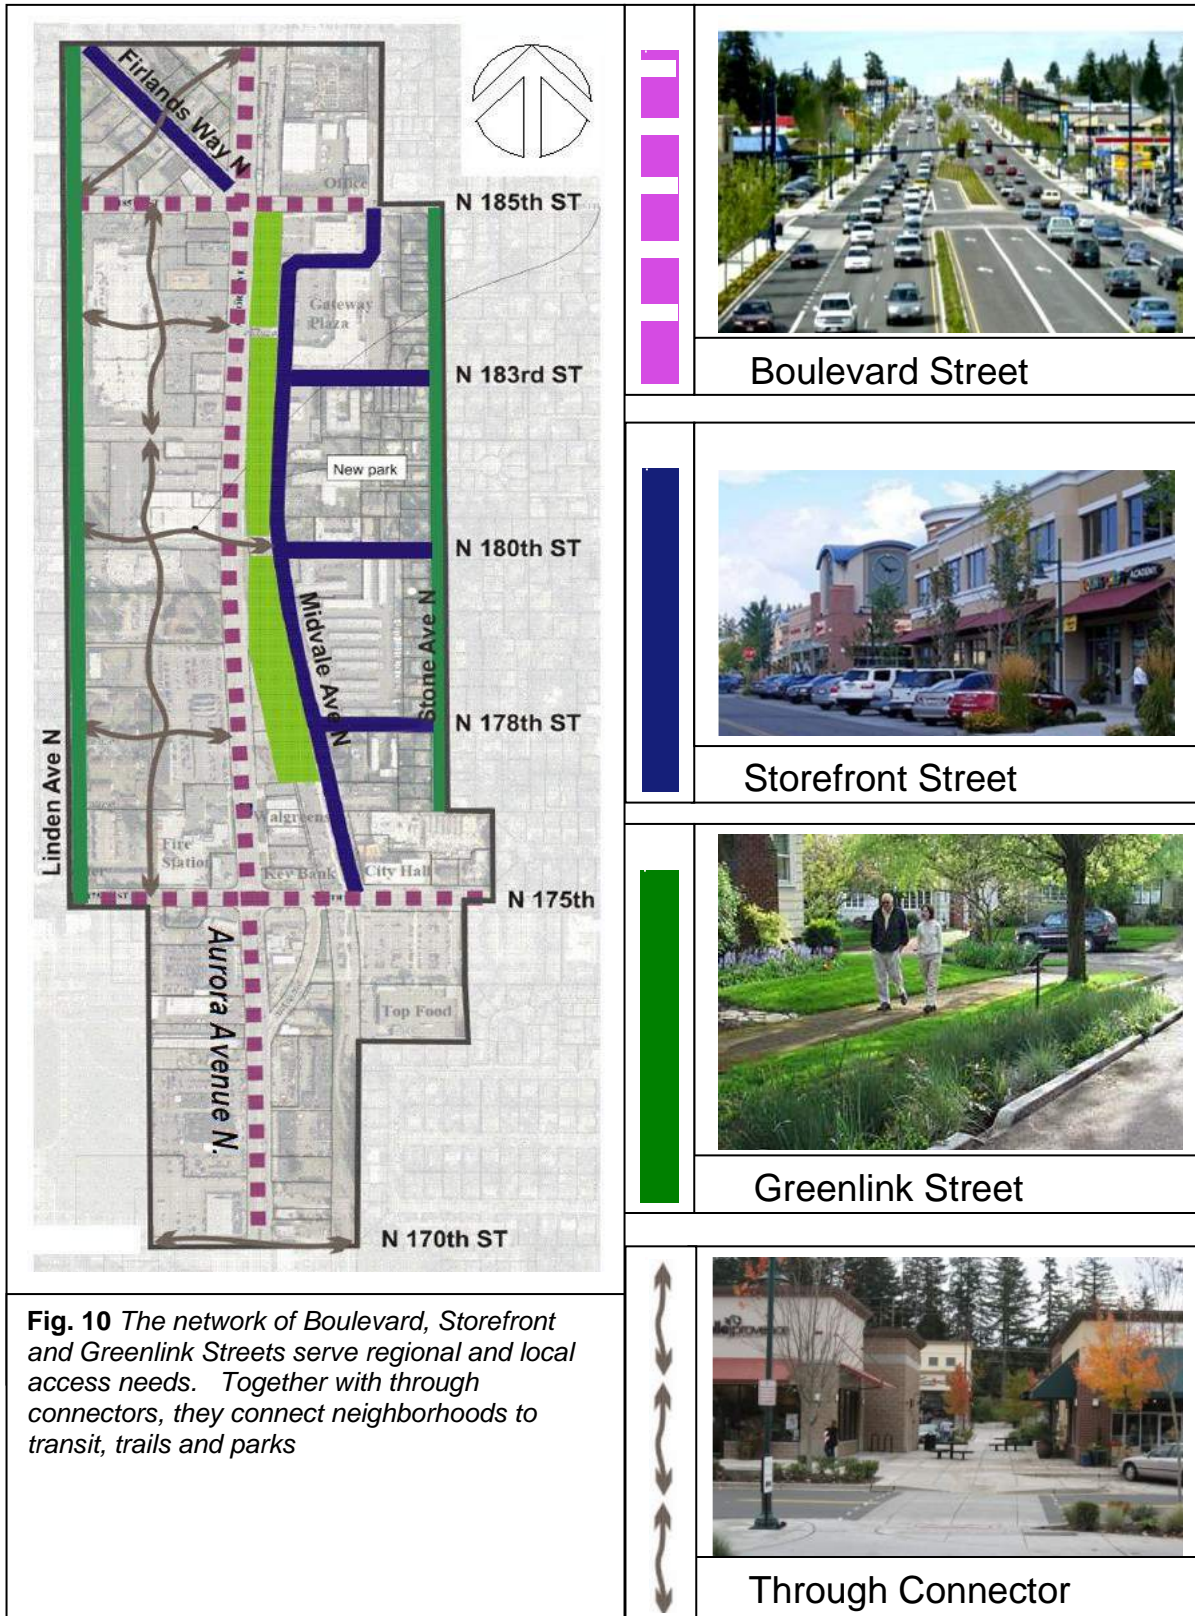 Firlands Way N
Office
N 185th ST
Gateway
Plaza
N 183rd ST
New park
N 180th ST
Midvale Ave N
Stone Ave N
N 178th ST
Linden Ave N
Walgreens
Fire
Station
Key Bank
City Hall
N 175th
Aurora Avenue N.
Top Food
N 170th ST
Fig. 10 The network of Boulevard, Storefront
and Greenlink Streets serve regional and local
access needs. Together with through
connectors, they connect neighborhoods to
transit, trails and parks
Boulevard Street
ACADEMY
Storefront Street
Greenlink Street
Through Connector